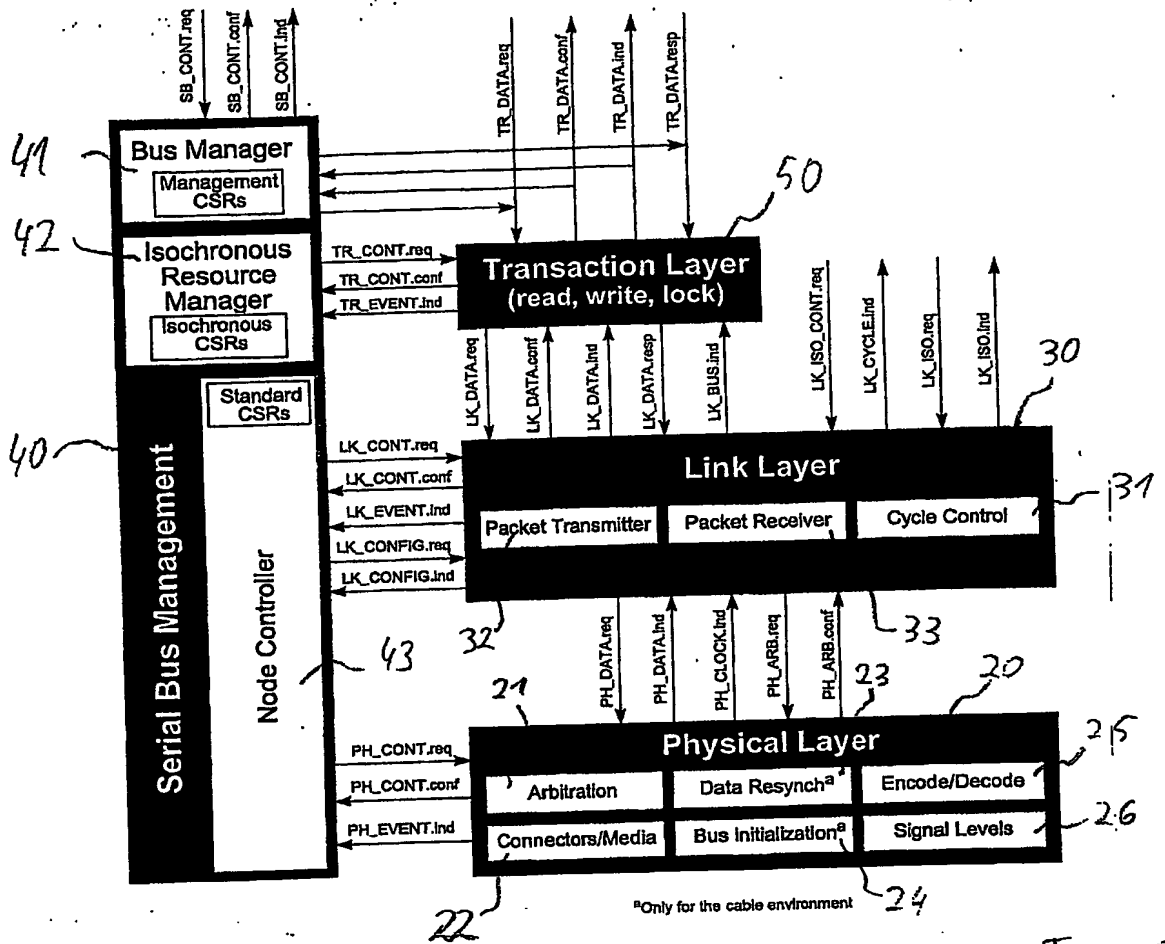 SB_CONT.req
SB_CONT.conf
SB_CONT.ind
TR_DATA.req
TR_DATA.conf
TR_DATA.ind
TR_DATA.resp
41
Bus Manager
Management
CSRs
42
Isochronous
Resource
Manager
Isochronous
CSRs
TR_CONT.req
TR_CONT.conf
TR_EVENT.ind
50
Transaction Layer
(read, write, lock)
LK_DATA.req
LK_DATA.conf
LK_DATA.ind
LK_DATA.resp
LK_BUS.ind
LK_ISO_CONT.req
LK_CYCLE.ind
LK_ISO.req
LK_ISO.ind
30
40
Serial Bus Management
Standard
CSRs
Node Controller
43
LK_CONT.req
LK_CONT.conf
LK_EVENT.ind
LK_CONFIG.req
LK_CONFIG.ind
Link Layer
31
Packet Transmitter
Packet Receiver
Cycle Control
32
33
PH_DATA.req
PH_DATA.ind
PH_CLOCK.ind
PH_ARB.req
PH_ARB.conf
21
23
20
PH_CONT.req
PH_CONT.conf
PH_EVENT.ind
Physical Layer
25
Arbitration
Data Resynchᵃ
Encode/Decode
26
Connectors/Media
Bus Initializationᵃ
Signal Levels
22
24
ᵃOnly for the cable environment